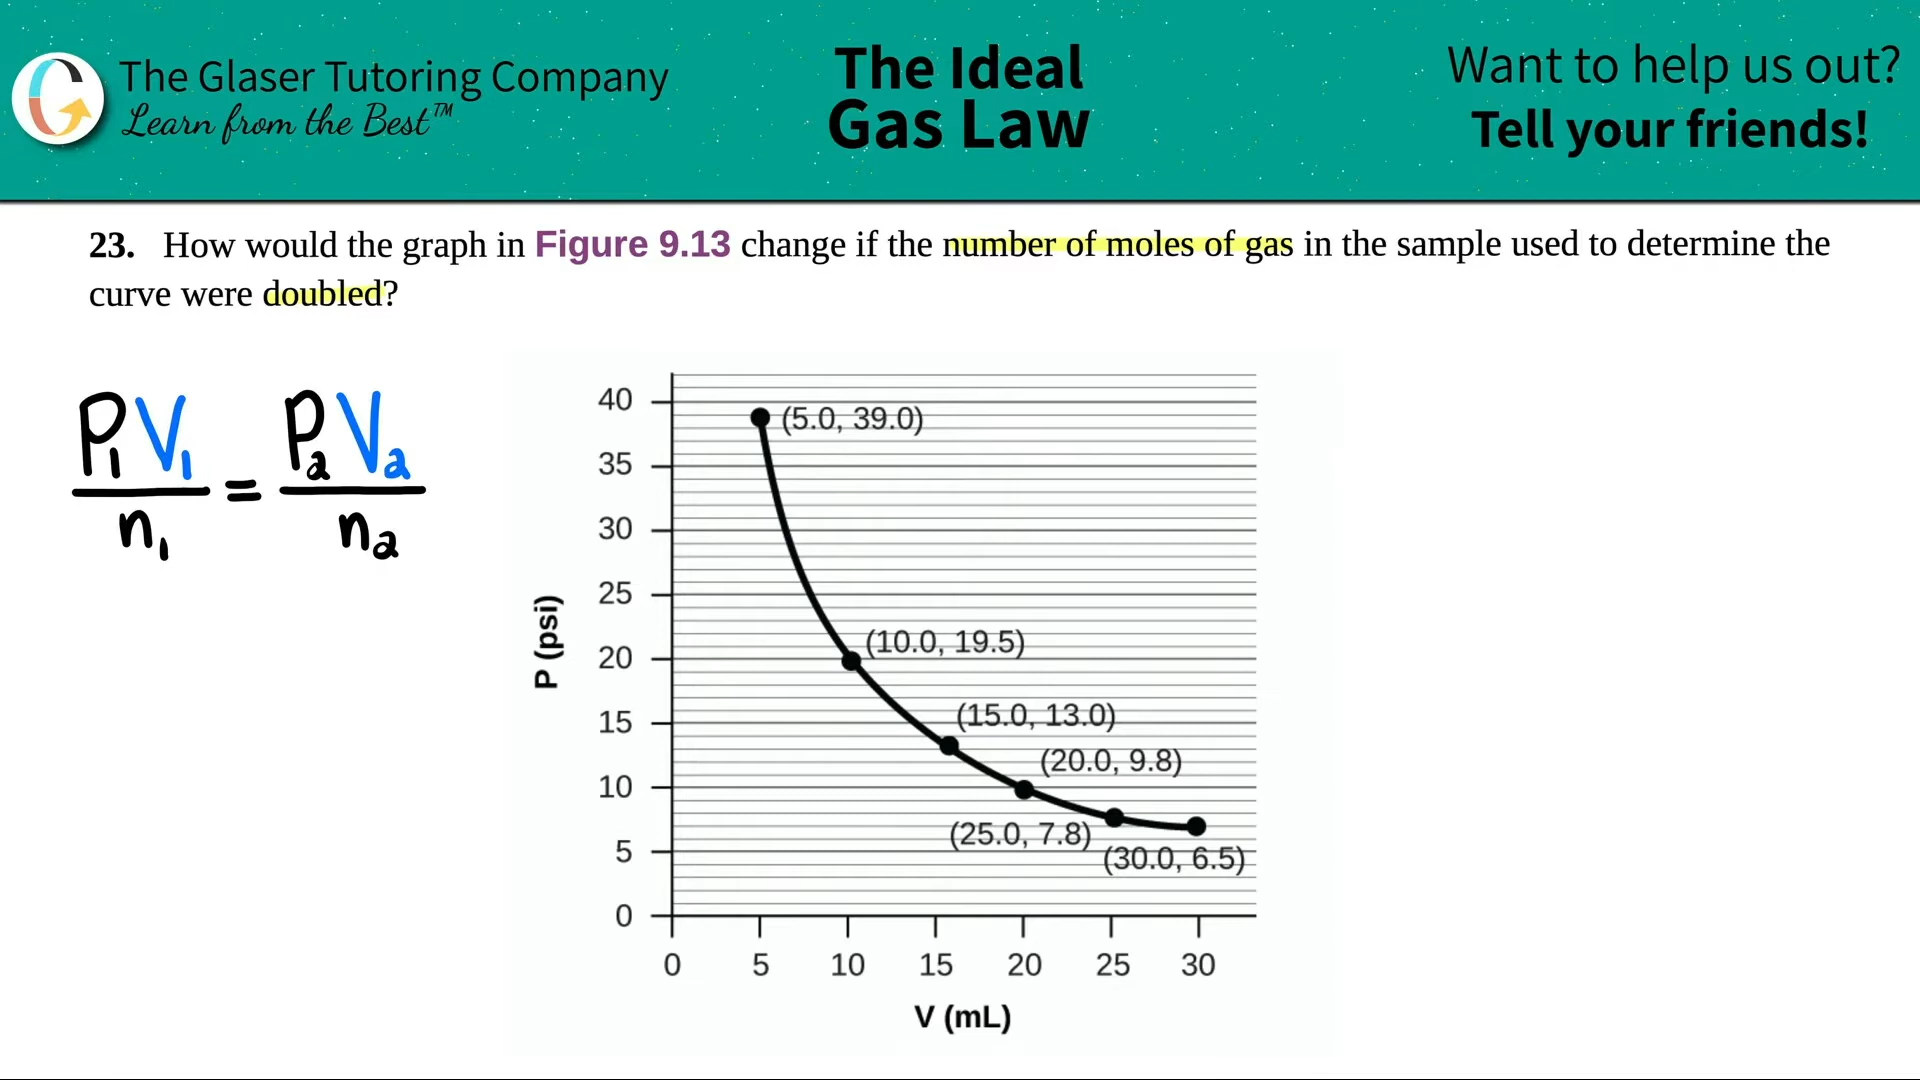 The Glaser Tutoring Company
Learn from the Best™
The Ideal
Gas Law
Want to help us out?
Tell your friends!
23. How would the graph in Figure 9.13 change if the number of moles of gas in the sample used to determine the
curve were doubled?
P₁V₁ = P₂V₂
n₁ n₂
P (psi)
40
35
30
25
20
15
10
5
0
(5.0, 39.0)
(10.0, 19.5)
(15.0, 13.0)
(20.0, 9.8)
(25.0, 7.8)
(30.0, 6.5)
0 5 10 15 20 25 30
V (mL)